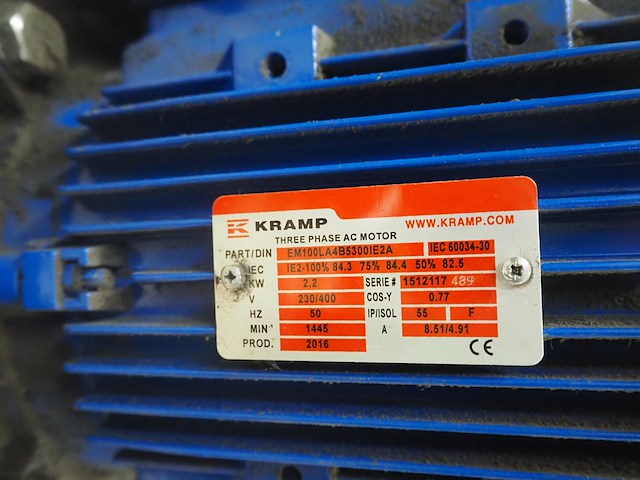 KRAMP WWW.KRAMP.COM
THREE PHASE AC MOTOR
PART/DIN EM100LA4B5300IE2A IEC 60034-30
EC IE2-100% 84.3 75% 84.4 50% 82.5
KW 2.2 SERIE# 1512117 489
V 230/400 COS-Y 0.77
HZ 50 IP/ISOL 55 F
MIN⁻¹ 1445 A 8.51/4.91
PROD. 2016 CE